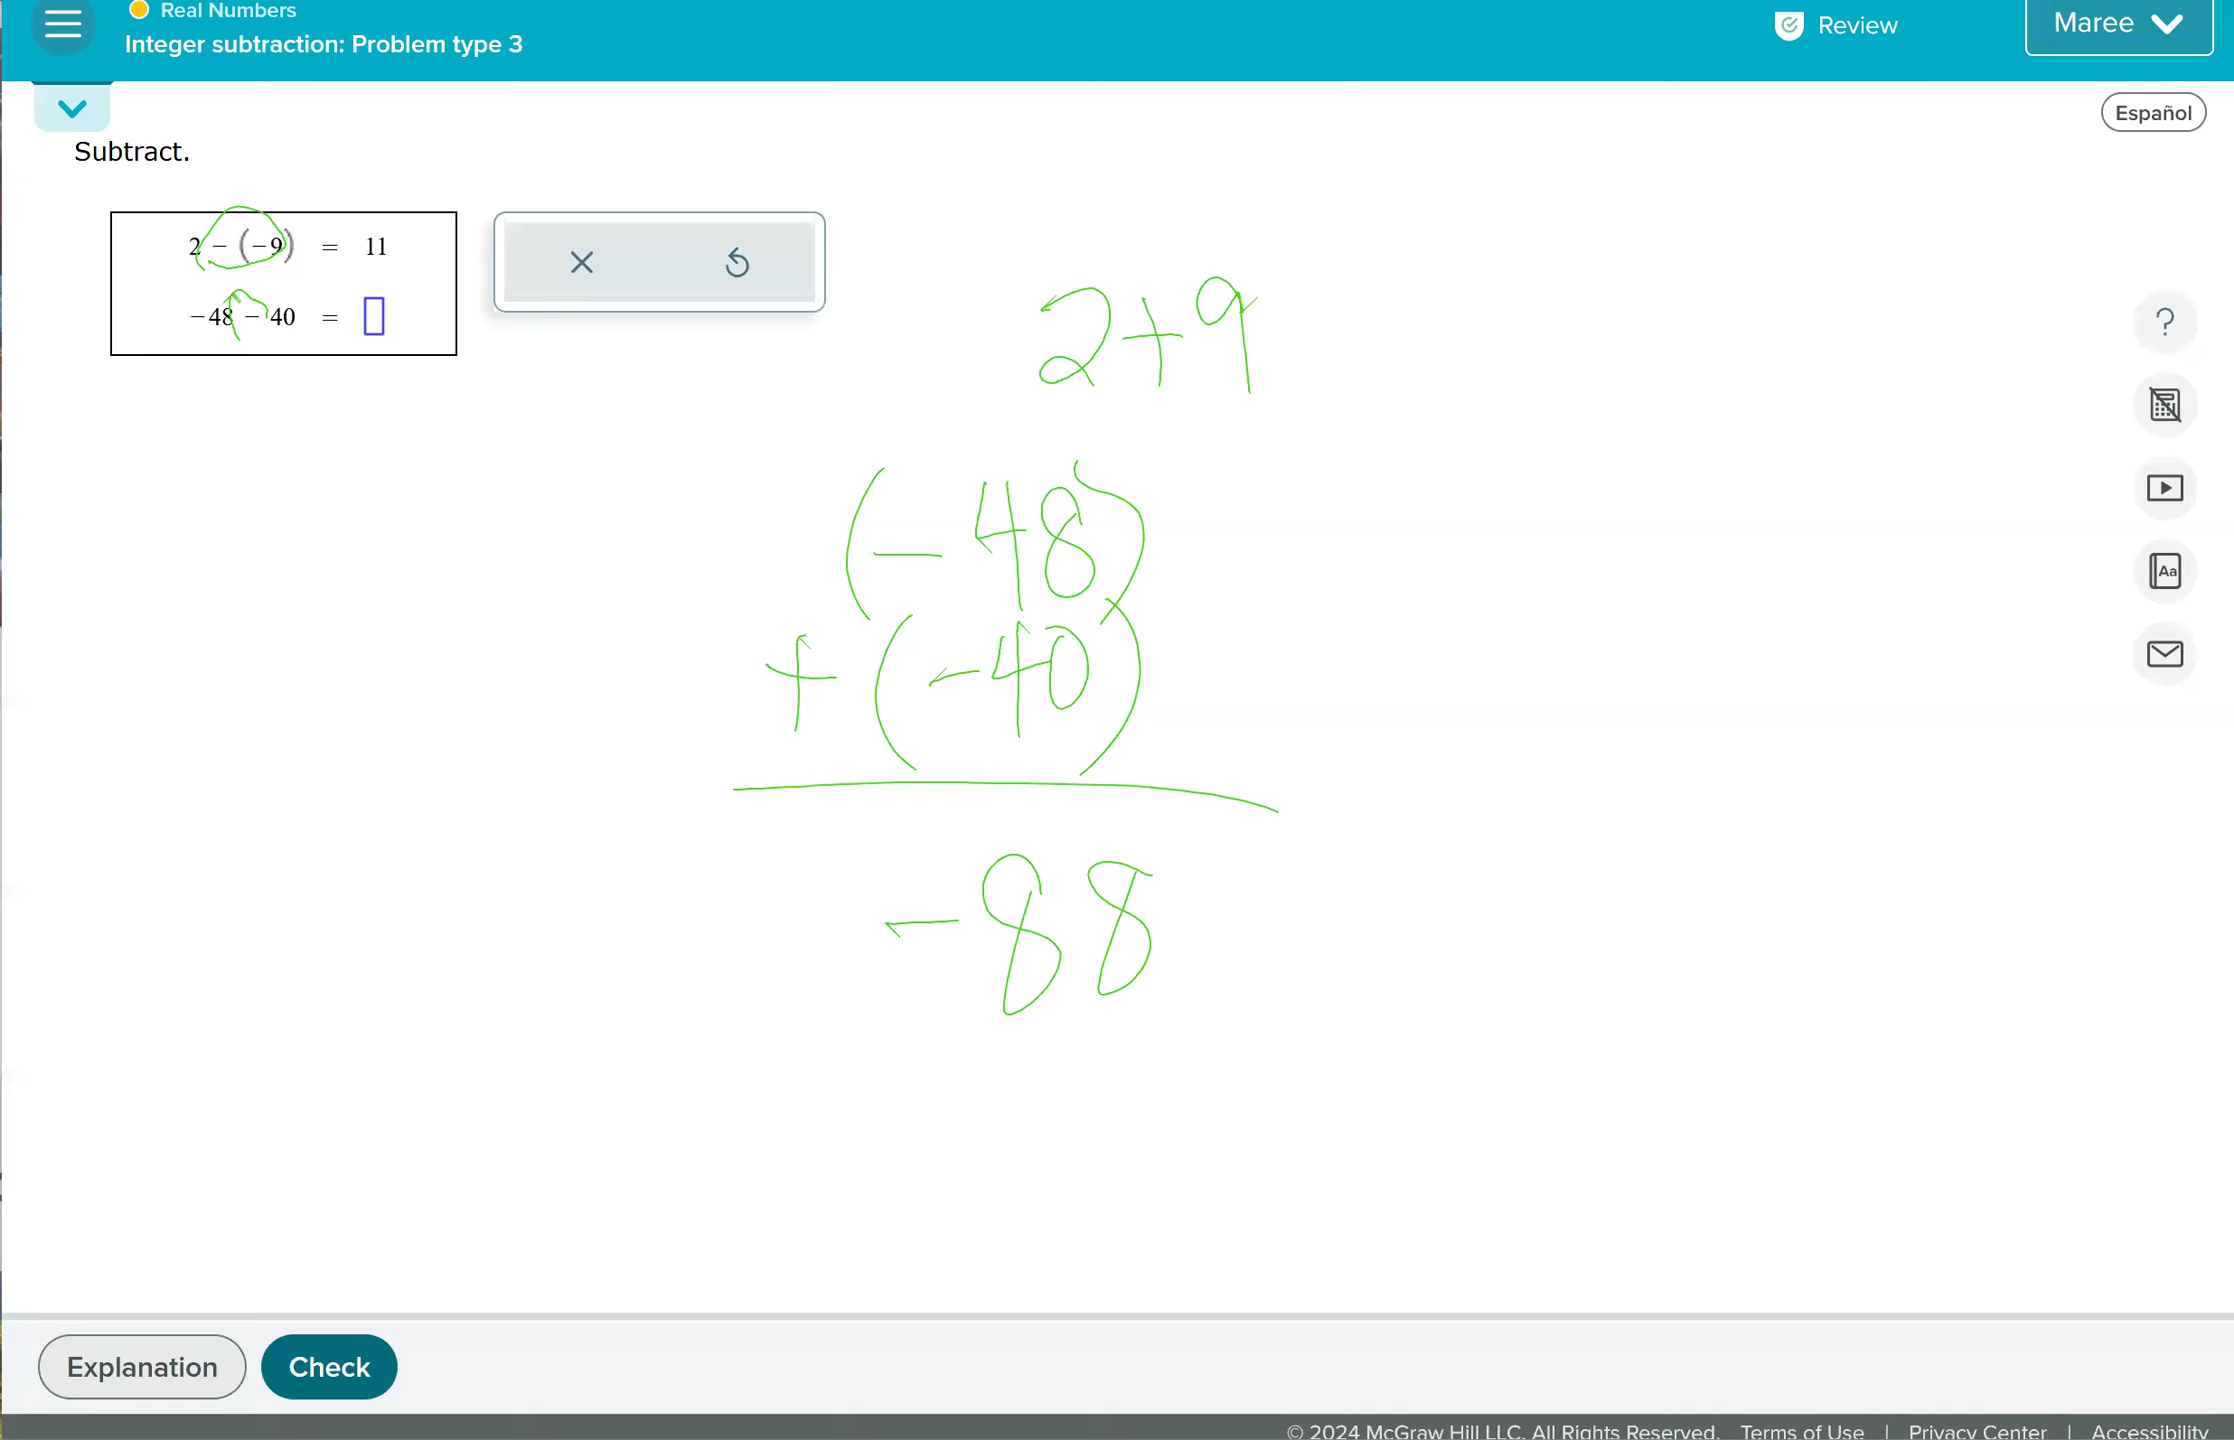 Real Numbers
Integer subtraction: Problem type 3
Review
Maree
Español
Subtract.
2 − (−9) = 11
−48 − 40 =
2+9
(−48)
+(−40)
−88
?
Aa
Explanation
Check
© 2024 McGraw Hill LLC. All Rights Reserved. Terms of Use | Privacy Center | Accessibility